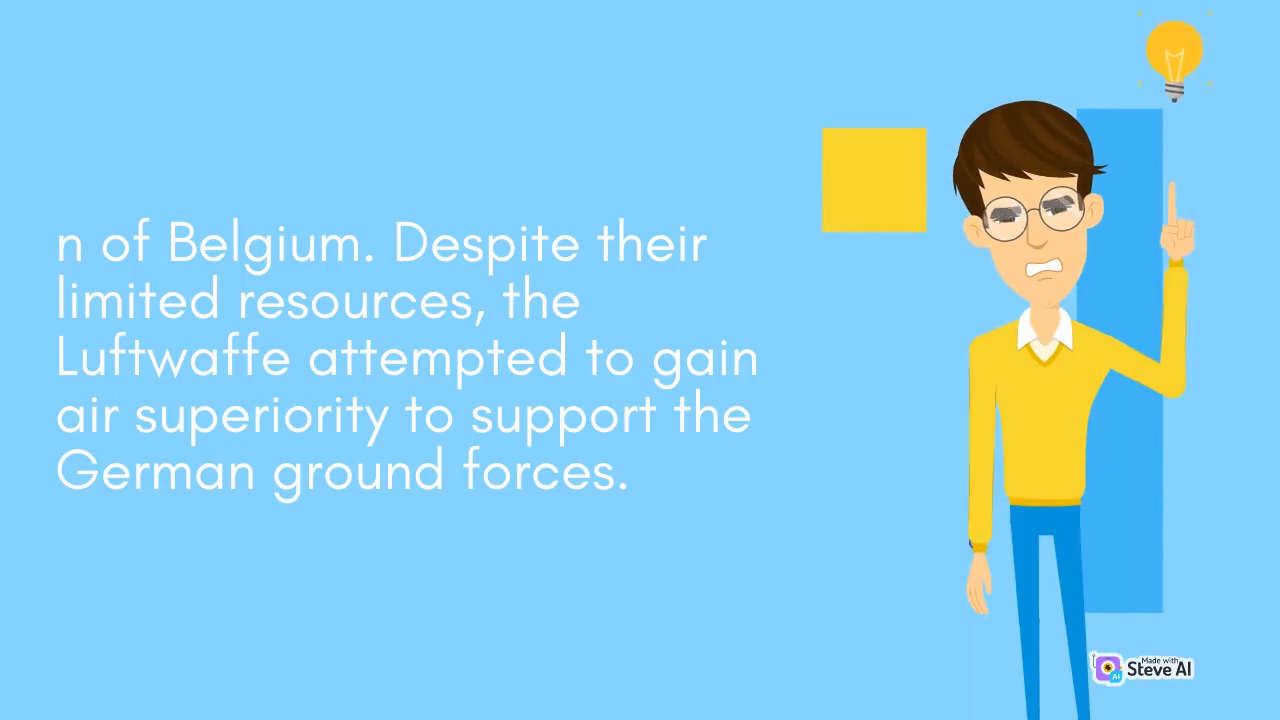 n of Belgium. Despite their
limited resources, the
Luftwaffe attempted to gain
air superiority to support the
German ground forces.
Made with
Steve AI
AI